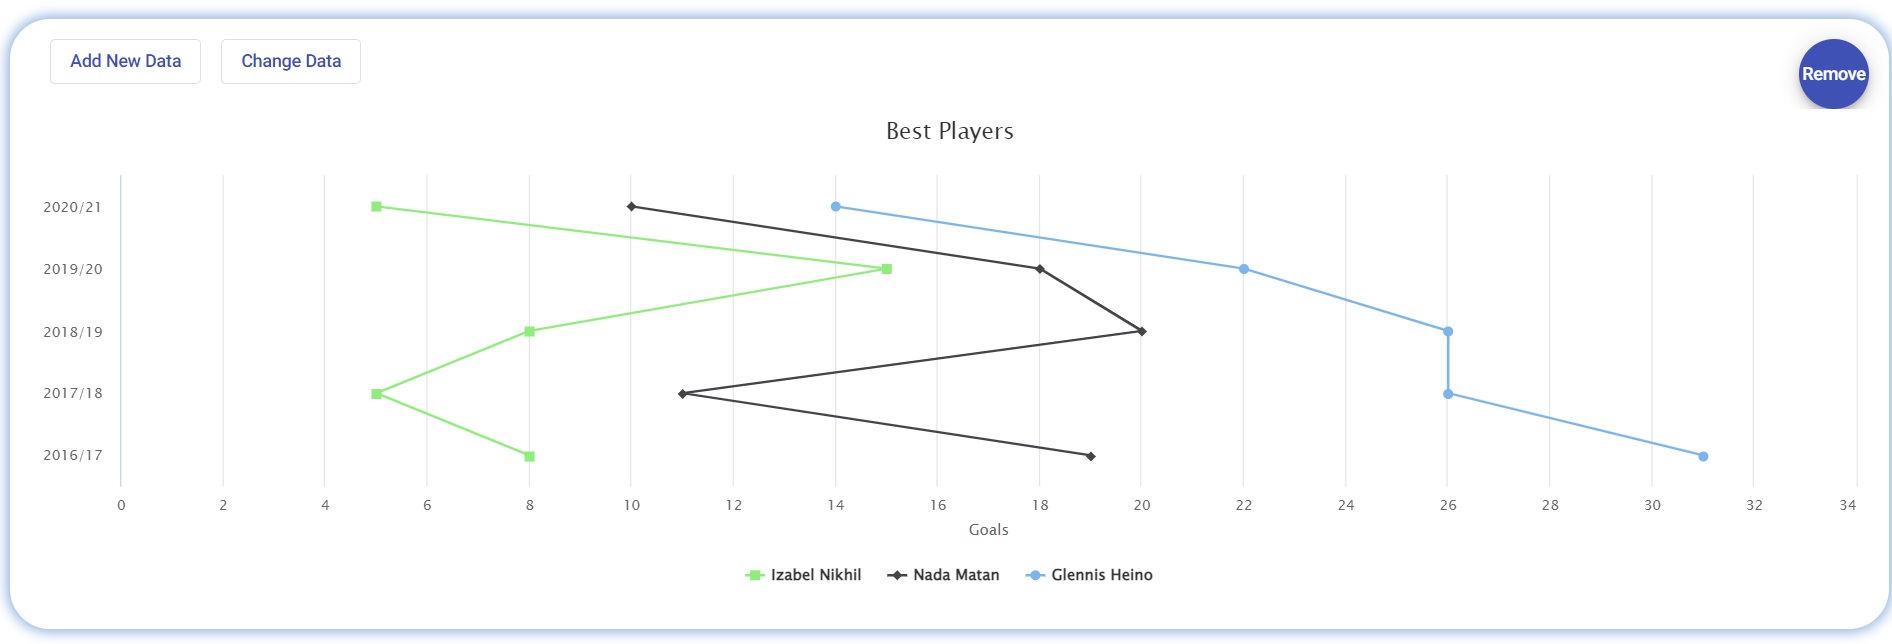 Add New Data
Change Data
Remove
Best Players
2020/21
2019/20
2018/19
2017/18
2016/17
0 2 4 6 8 10 12 14 16 18 20 22 24 26 28 30 32 34
Goals
Izabel Nikhil Nada Matan Glennis Heino